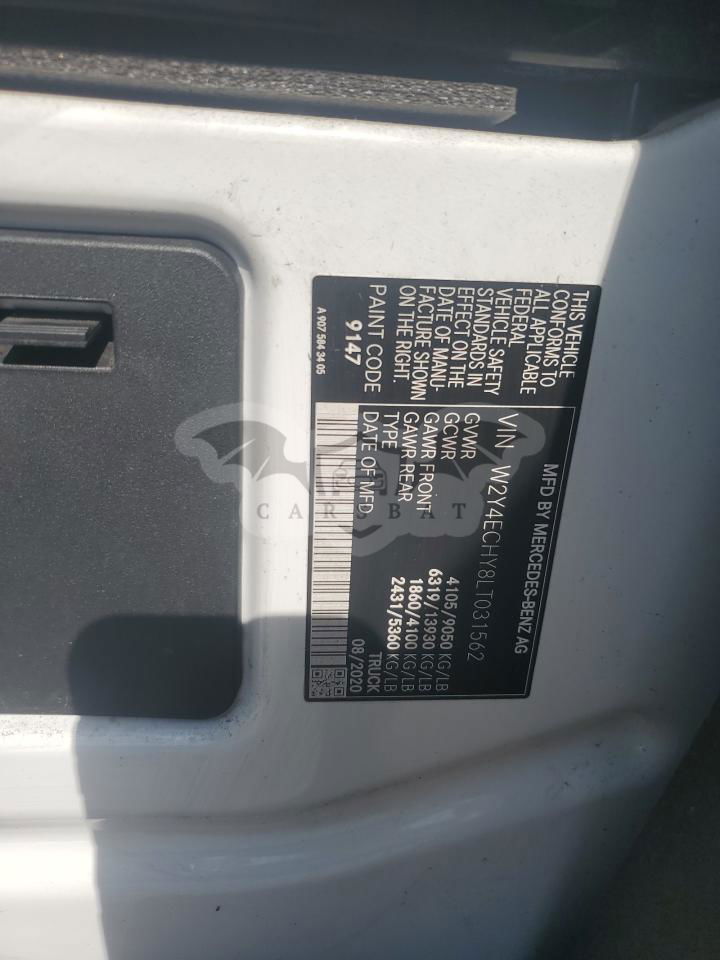 MFD BY MERCEDES-BENZ AG
VIN W2Y4ECHY8LT031562
GVWR 4105/9050 KG/LB
GCWR 6319/13930 KG/LB
GAWR FRONT 1860/4100 KG/LB
GAWR REAR 2431/5360 KG/LB
TYPE TRUCK
DATE OF MFD. 08/2020
THIS VEHICLE
CONFORMS TO
ALL APPLICABLE
FEDERAL
VEHICLE SAFETY
STANDARDS IN
EFFECT ON THE
DATE OF MANU-
FACTURE SHOWN
ON THE RIGHT.
PAINT CODE
9147
A 907 584 34 05
CARSBAT